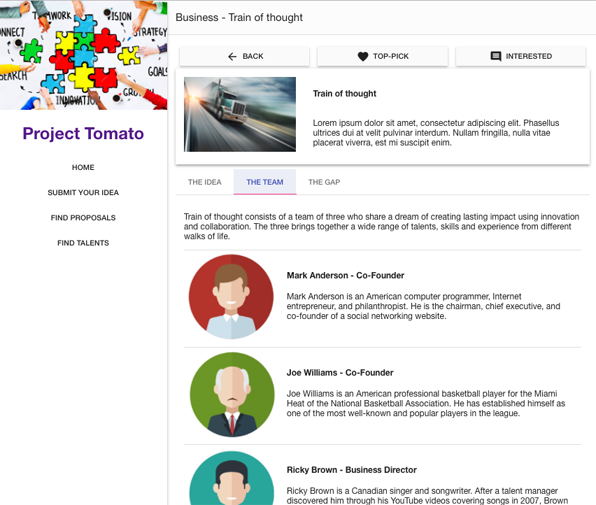 TEAMWORK
VISION
CONNECT
STRATEGY
SEARCH
GOALS
INNOVATION
Project Tomato
HOME
SUBMIT YOUR IDEA
FIND PROPOSALS
FIND TALENTS
Business - Train of thought
BACK
TOP-PICK
INTERESTED
Train of thought
Lorem ipsum dolor sit amet, consectetur adipiscing elit. Phasellus
ultrices dui at velit pulvinar interdum. Nullam fringilla, nulla vitae
placerat viverra, est mi suscipit enim.
THE IDEA THE TEAM THE GAP
Train of thought consists of a team of three who share a dream of creating lasting impact using innovation
and collaboration. The three brings together a wide range of talents, skills and experience from different
walks of life.
Mark Anderson - Co-Founder
Mark Anderson is an American computer programmer, Internet
entrepreneur, and philanthropist. He is the chairman, chief executive, and
co-founder of a social networking website.
Joe Williams - Co-Founder
Joe Williams is an American professional basketball player for the Miami
Heat of the National Basketball Association. He has established himself as
one of the most well-known and popular players in the league.
Ricky Brown - Business Director
Ricky Brown is a Canadian singer and songwriter. After a talent manager
discovered him through his YouTube videos covering songs in 2007, Brown